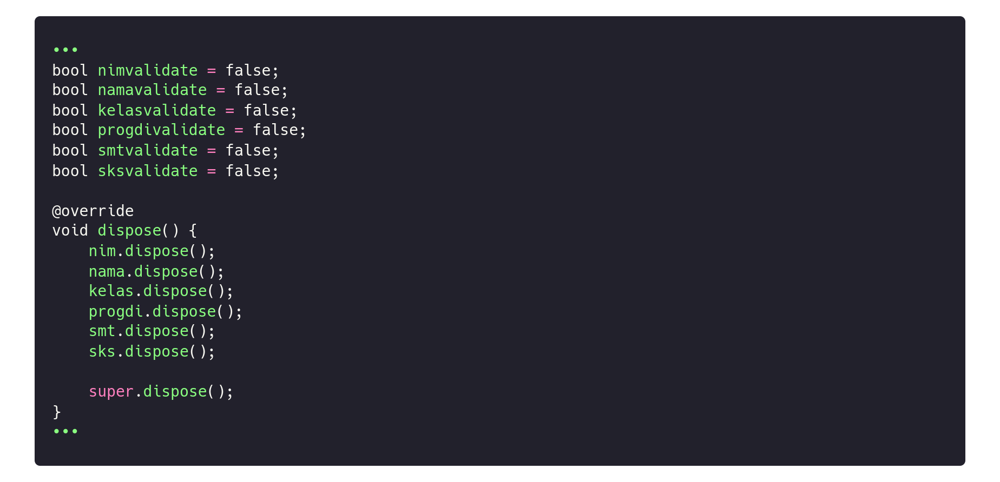 •••
bool nimvalidate = false;
bool namavalidate = false;
bool kelasvalidate = false;
bool progdivalidate = false;
bool smtvalidate = false;
bool sksvalidate = false;

@override
void dispose() {
    nim.dispose();
    nama.dispose();
    kelas.dispose();
    progdi.dispose();
    smt.dispose();
    sks.dispose();

    super.dispose();
}
•••